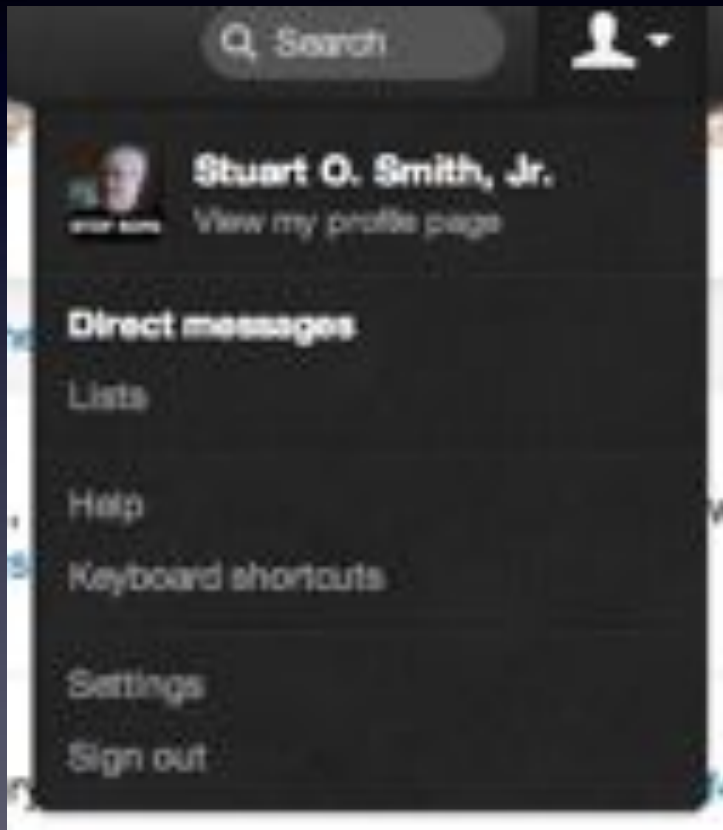 Search
Stuart O. Smith, Jr.
View my profile page
Direct messages
Lists
Help
Keyboard shortcuts
Settings
Sign out